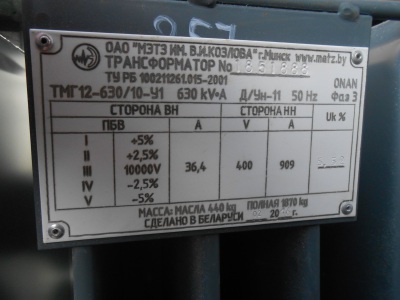 ОАО "МЭТЗ ИМ. В.И.КОЗЛОВА" г.Минск www.metz.by
ТРАНСФОРМАТОР No
ТУ РБ 100211261.015-2001 ONAN
ТМГ12-630/10-У1 630 kV•A Д/Ун-11 50 Hz Фаз 3
СТОРОНА ВН СТОРОНА НН Uk %
ПБВ А V А
I +5%
II +2,5%
III 10000V 36,4 400 909
IV -2,5%
V -5%
МАССА: МАСЛА 440 kg ПОЛНАЯ 1870 kg
СДЕЛАНО В БЕЛАРУСИ 20 г.